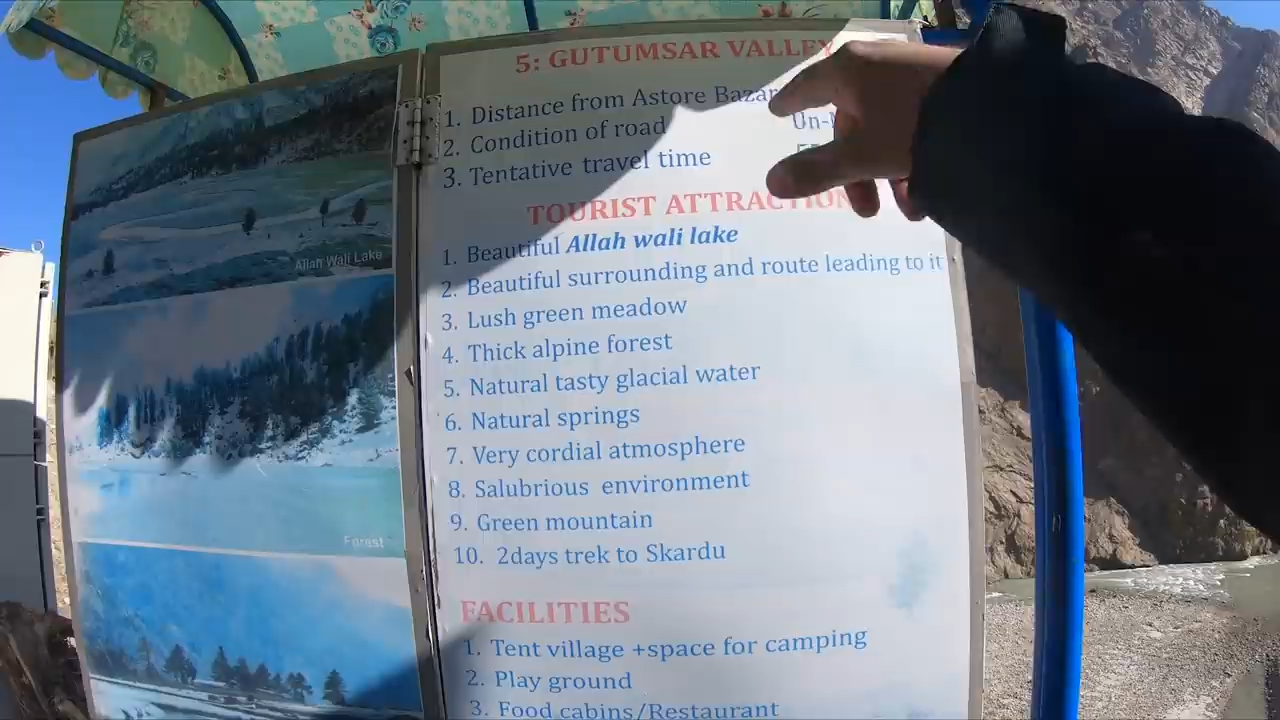 Allah Wali Lake
Forest
5: GUTUMSAR VALLEY
1. Distance from Astore Bazar
2. Condition of road
3. Tentative travel time
TOURIST ATTRACTION
1. Beautiful Allah wali lake
2. Beautiful surrounding and route leading to it
3. Lush green meadow
4. Thick alpine forest
5. Natural tasty glacial water
6. Natural springs
7. Very cordial atmosphere
8. Salubrious environment
9. Green mountain
10. 2days trek to Skardu
FACILITIES
1. Tent village +space for camping
2. Play ground
3. Food cabins/Restaurant